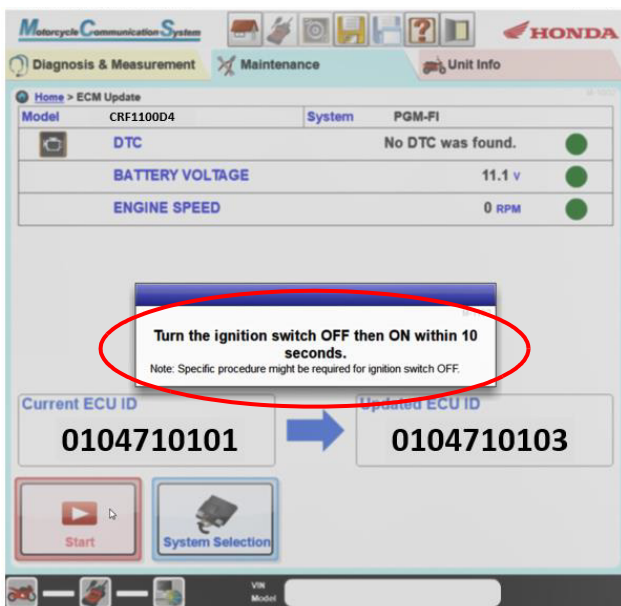 Motorcycle Communication System
HONDA
Diagnosis & Measurement Maintenance Unit Info
Home > ECM Update
Model CRF1100D4 System PGM-FI
DTC No DTC was found.
BATTERY VOLTAGE 11.1 V
ENGINE SPEED 0 RPM
Turn the ignition switch OFF then ON within 10
seconds.
Note: Specific procedure might be required for ignition switch OFF.
Current ECU ID Updated ECU ID
0104710101 0104710103
Start System Selection
VIN
Model